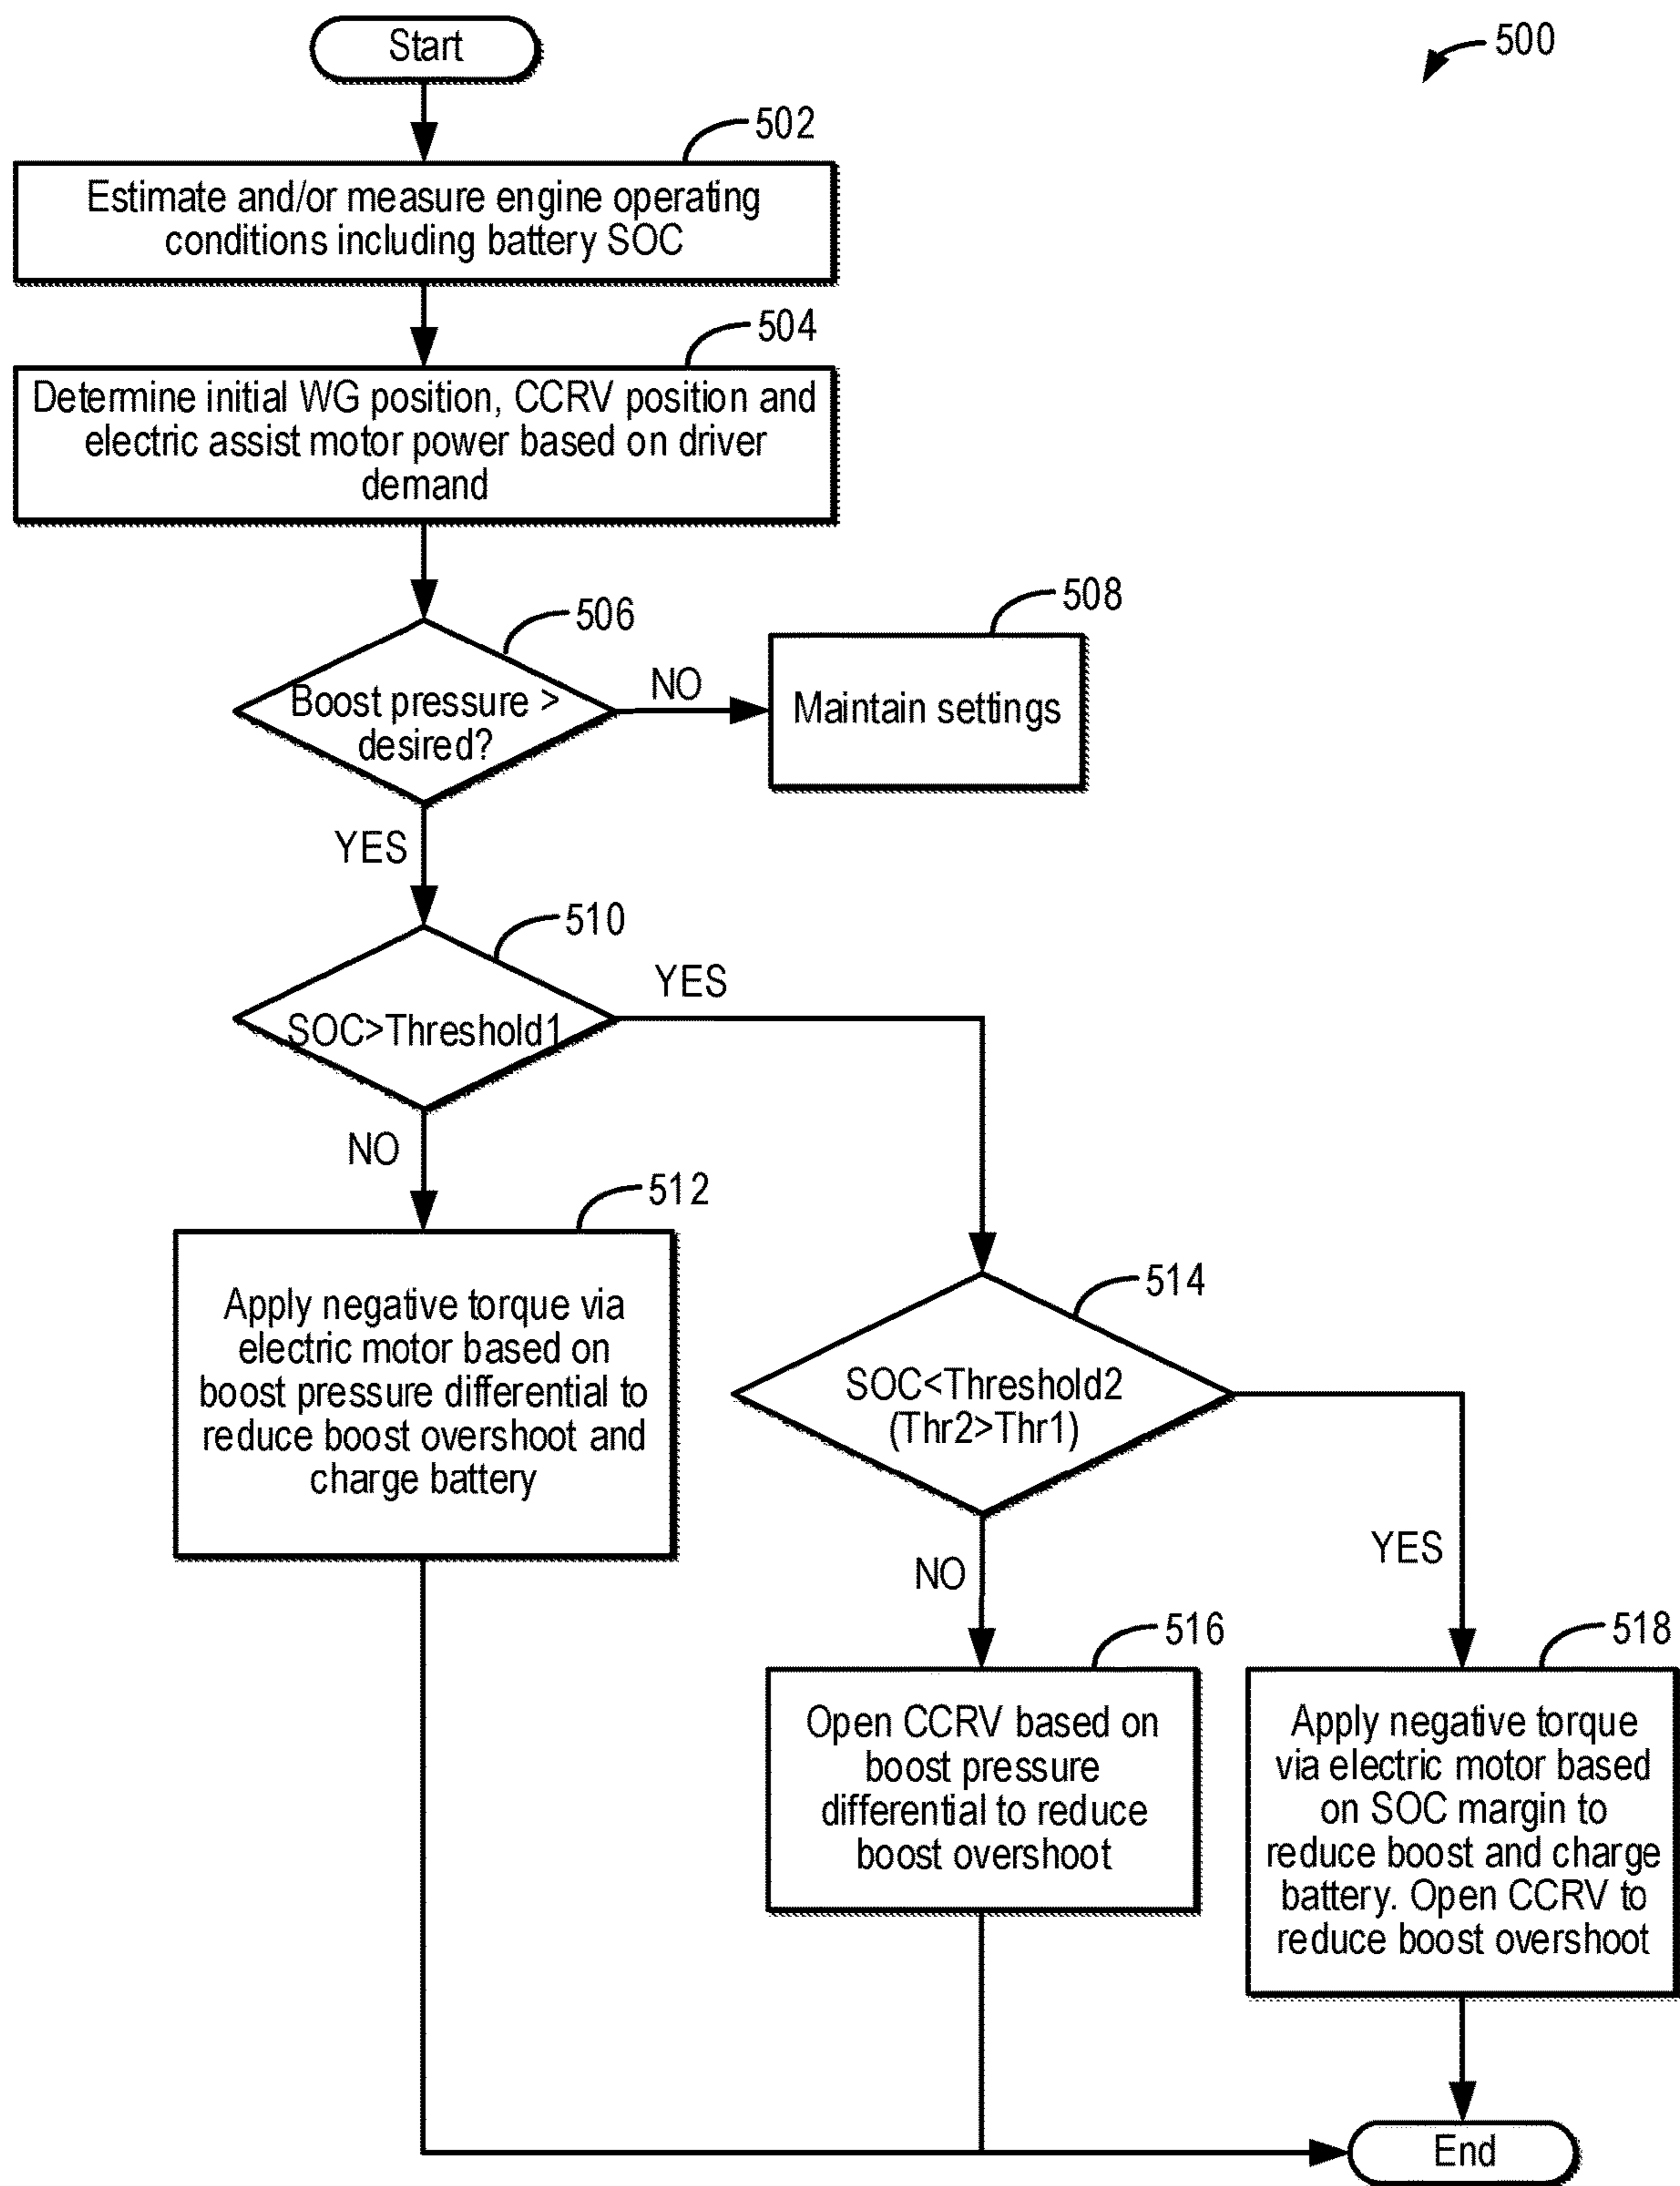 Start
500
502
Estimate and/or measure engine operating
conditions including battery SOC
504
Determine initial WG position, CCRV position and
electric assist motor power based on driver
demand
506
Boost pressure >
desired?
NO
508
Maintain settings
YES
510
SOC>Threshold1
YES
NO
512
Apply negative torque via
electric motor based on
boost pressure differential to
reduce boost overshoot and
charge battery
514
SOC<Threshold2
(Thr2>Thr1)
NO
YES
516
Open CCRV based on
boost pressure
differential to reduce
boost overshoot
518
Apply negative torque
via electric motor based
on SOC margin to
reduce boost and charge
battery. Open CCRV to
reduce boost overshoot
End